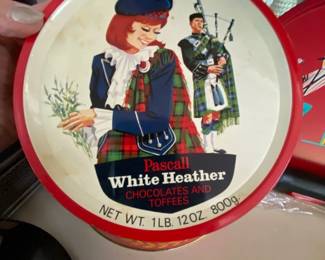 Pascall
White Heather
CHOCOLATES AND
TOFFEES
NET WT. 1LB. 12OZ. 800g.